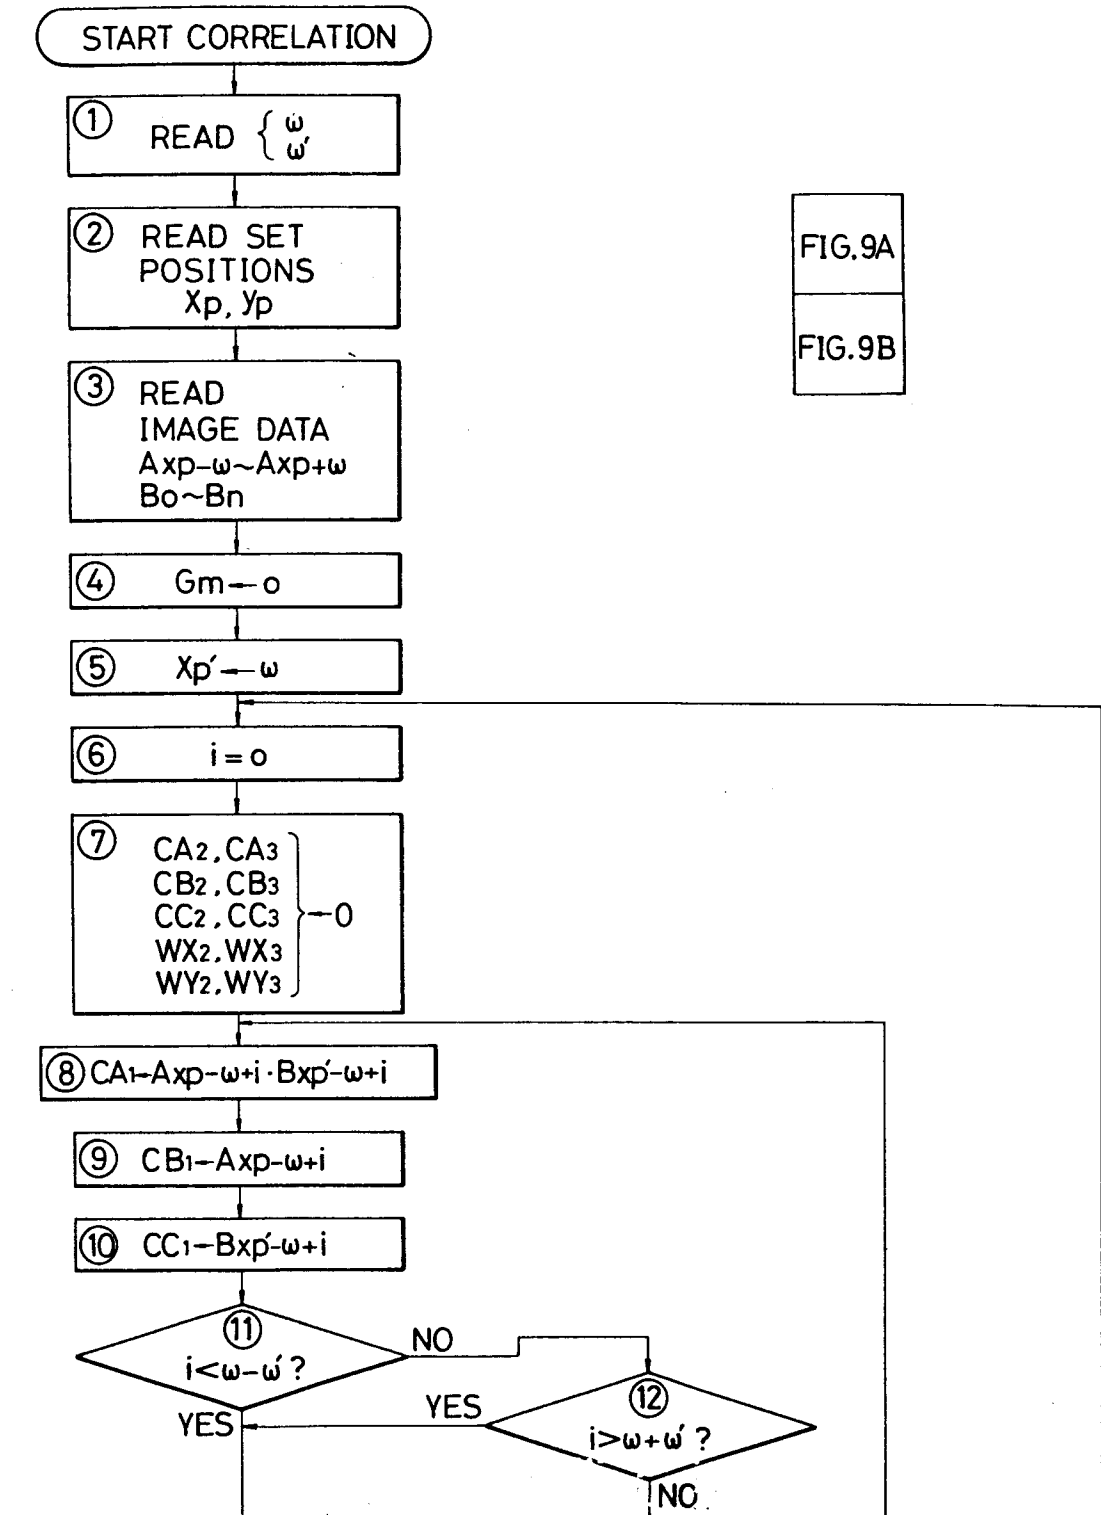 START CORRELATION
① READ { ω
ω′
② READ SET
POSITIONS
Xp, Yp
③ READ
IMAGE DATA
Axp-ω~Axp+ω
Bo~Bn
④ Gm←o
⑤ Xp′←ω
⑥ i=o
⑦ CA2, CA3
CB2, CB3
CC2, CC3 } ←0
WX2, WX3
WY2, WY3
⑧ CA1←Axp-ω+i·Bxp′-ω+i
⑨ CB1←Axp-ω+i
⑩ CC1←Bxp′-ω+i
⑪ NO
i<ω-ω′?
YES
⑫ YES
i>ω+ω′?
NO
FIG.9A
FIG.9B